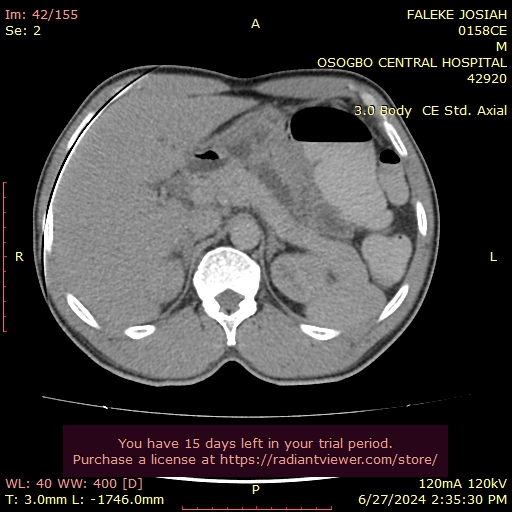 Im: 42/155
Se: 2
A
FALEKE JOSIAH
0158CE
M
OSOGBO CENTRAL HOSPITAL
42920
3.0 Body CE Std. Axial
R
L
You have 15 days left in your trial period.
Purchase a license at https://radiantviewer.com/store/
WL: 40 WW: 400 [D]
T: 3.0mm L: -1746.0mm
P
120mA 120kV
6/27/2024 2:35:30 PM